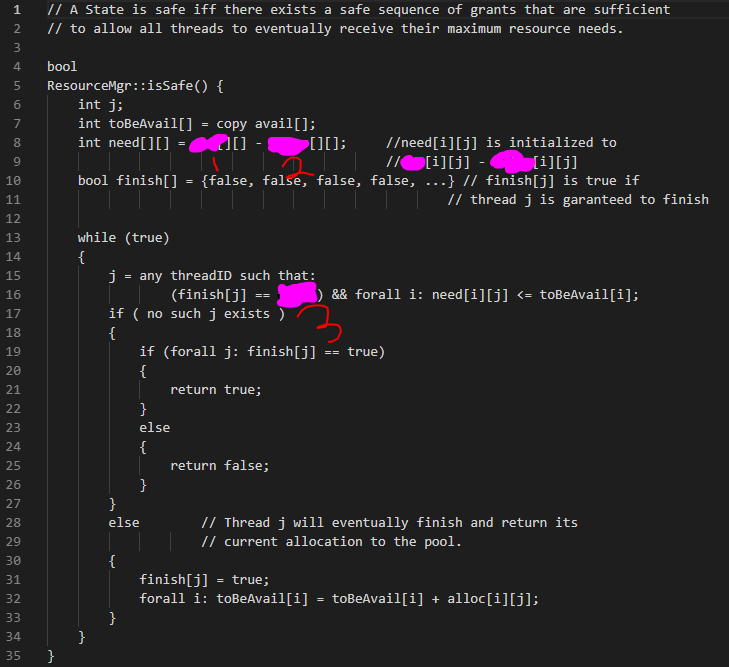 1 // A State is safe iff there exists a safe sequence of grants that are sufficient
2 // to allow all threads to eventually receive their maximum resource needs.
3
4 bool
5 ResourceMgr::isSafe() {
6 int j;
7 int toBeAvail[] = copy avail[];
8 int need[][] = [][] - [][]; //need[i][j] is initialized to
9 1 2 //[i][j] - [i][j]
10 bool finish[] = {false, false, false, false, ...} // finish[j] is true if
11 // thread j is garanteed to finish
12
13 while (true)
14 {
15 j = any threadID such that:
16 (finish[j] == ) && forall i: need[i][j] <= toBeAvail[i];
17 if ( no such j exists ) 3
18 {
19 if (forall j: finish[j] == true)
20 {
21 return true;
22 }
23 else
24 {
25 return false;
26 }
27 }
28 else // Thread j will eventually finish and return its
29 // current allocation to the pool.
30 {
31 finish[j] = true;
32 forall i: toBeAvail[i] = toBeAvail[i] + alloc[i][j];
33 }
34 }
35 }